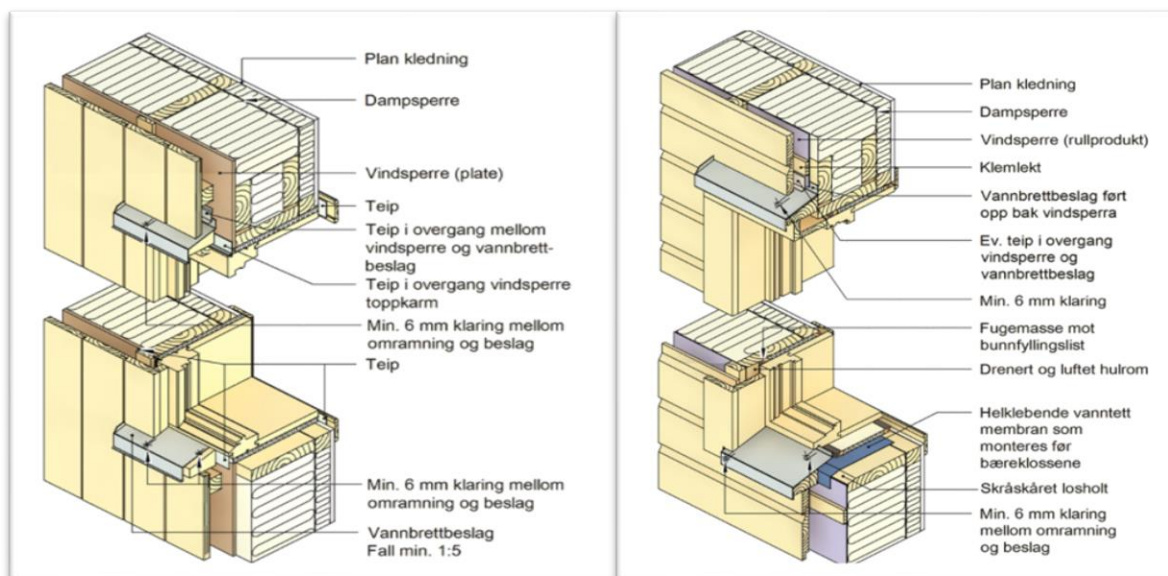 Plan kledning
Dampsperre
Vindsperre (plate)
Teip
Teip i overgang mellom
vindsperre og vannbrett-
beslag
Teip i overgang vindsperre
toppkarm
Min. 6 mm klaring mellom
omramning og beslag
Teip
Min. 6 mm klaring mellom
omramning og beslag
Vannbrettbeslag
Fall min. 1:5
Plan kledning
Dampsperre
Vindsperre (rullprodukt)
Klemlekt
Vannbrettbeslag ført
opp bak vindsperra
Ev. teip i overgang
vindsperre og
vannbrettbeslag
Min. 6 mm klaring
Fugemasse mot
bunnfyllingslist
Drenert og luftet hulrom
Helklebende vanntett
membran som
monteres før
bæreklossene
Skråskåret losholt
Min. 6 mm klaring
mellom omramning
og beslag